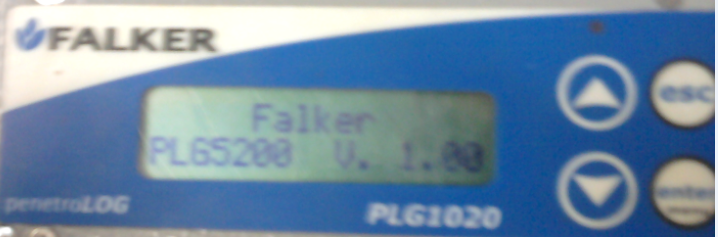 FALKER
esc
Falker
PLG5200 V. 1.00
enter
penetroLOG
PLG1020